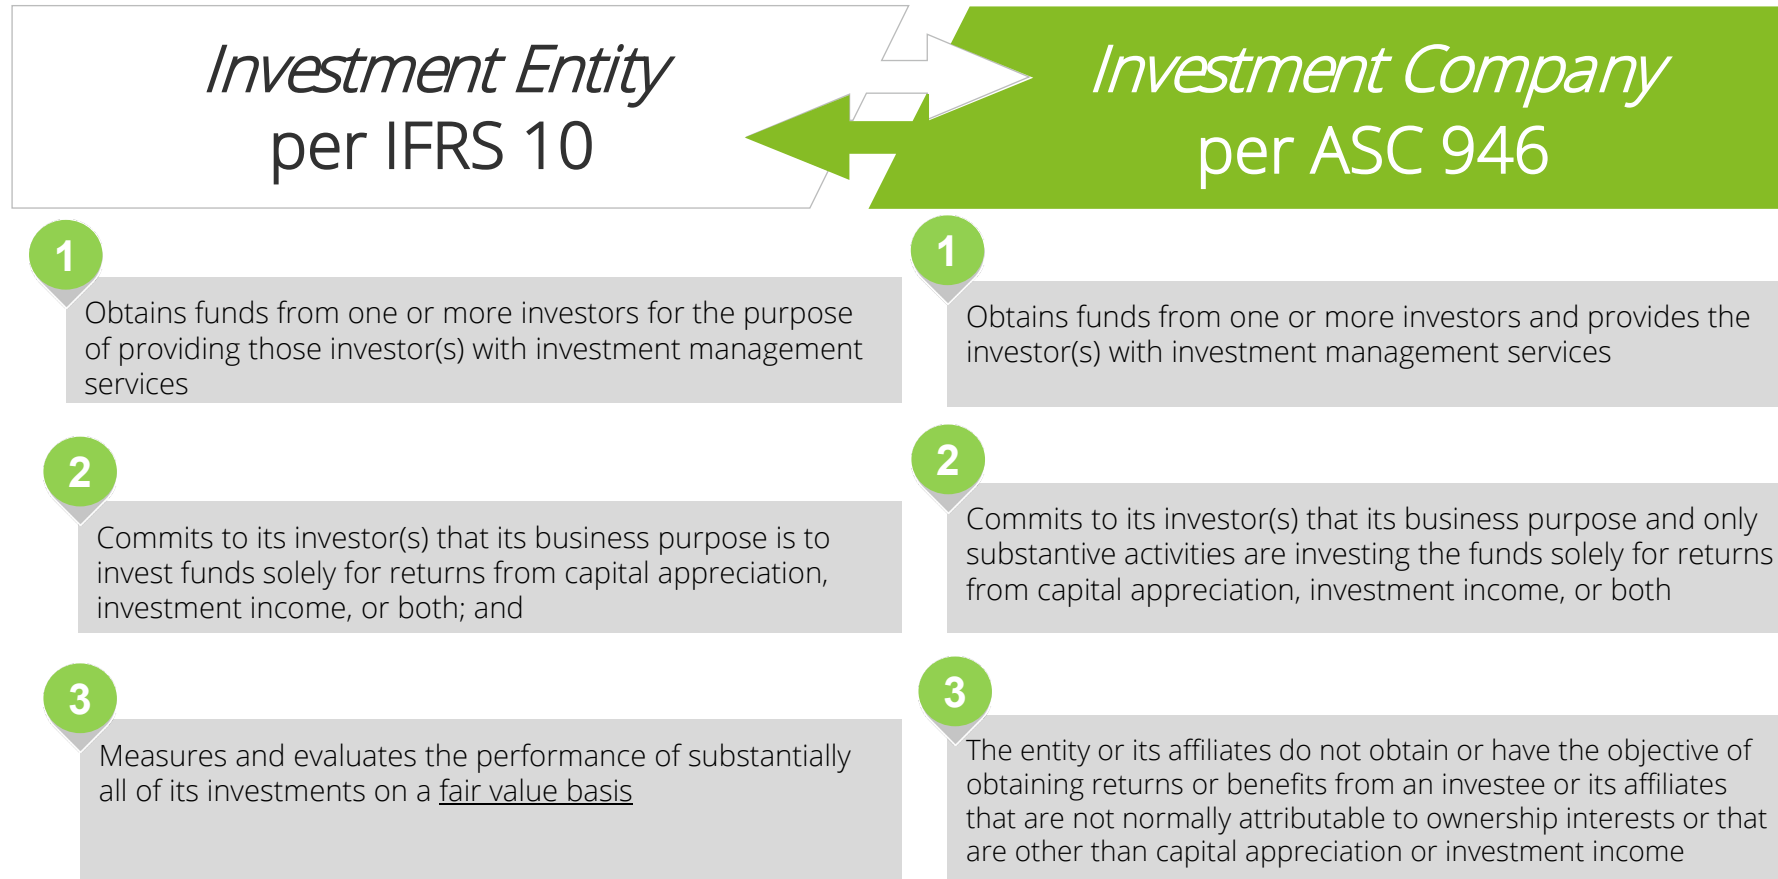 Investment Entity
per IFRS 10
Investment Company
per ASC 946
1
Obtains funds from one or more investors for the purpose
of providing those investor(s) with investment management
services
2
Commits to its investor(s) that its business purpose is to
invest funds solely for returns from capital appreciation,
investment income, or both; and
3
Measures and evaluates the performance of substantially
all of its investments on a fair value basis
1
Obtains funds from one or more investors and provides the
investor(s) with investment management services
2
Commits to its investor(s) that its business purpose and only
substantive activities are investing the funds solely for returns
from capital appreciation, investment income, or both
3
The entity or its affiliates do not obtain or have the objective of
obtaining returns or benefits from an investee or its affiliates
that are not normally attributable to ownership interests or that
are other than capital appreciation or investment income